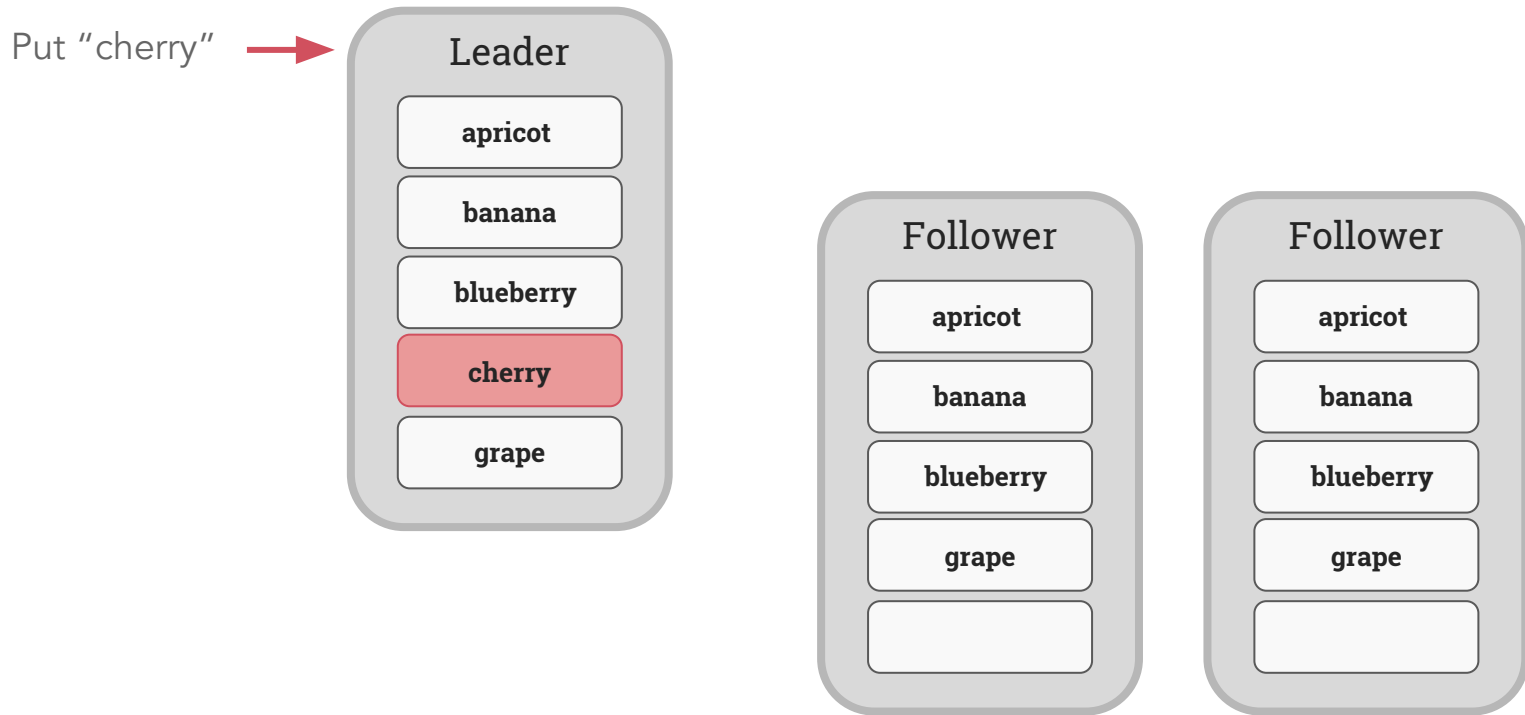 Put “cherry”
Leader
apricot
banana
blueberry
cherry
grape
Follower
apricot
banana
blueberry
grape
Follower
apricot
banana
blueberry
grape